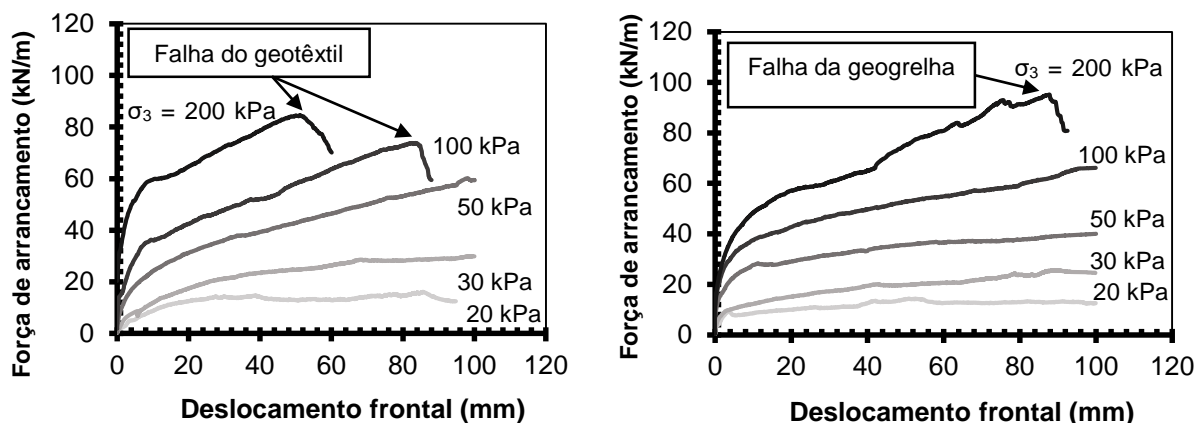 Força de arrancamento (kN/m)
120
100
80
60
40
20
0
Falha do geotêxtil
σ3 = 200 kPa
100 kPa
50 kPa
30 kPa
20 kPa
0 20 40 60 80 100 120
Deslocamento frontal (mm)
Força de arrancamento (kN/m)
120
100
80
60
40
20
0
Falha da geogrelha
σ3 = 200 kPa
100 kPa
50 kPa
30 kPa
20 kPa
0 20 40 60 80 100 120
Deslocamento frontal (mm)